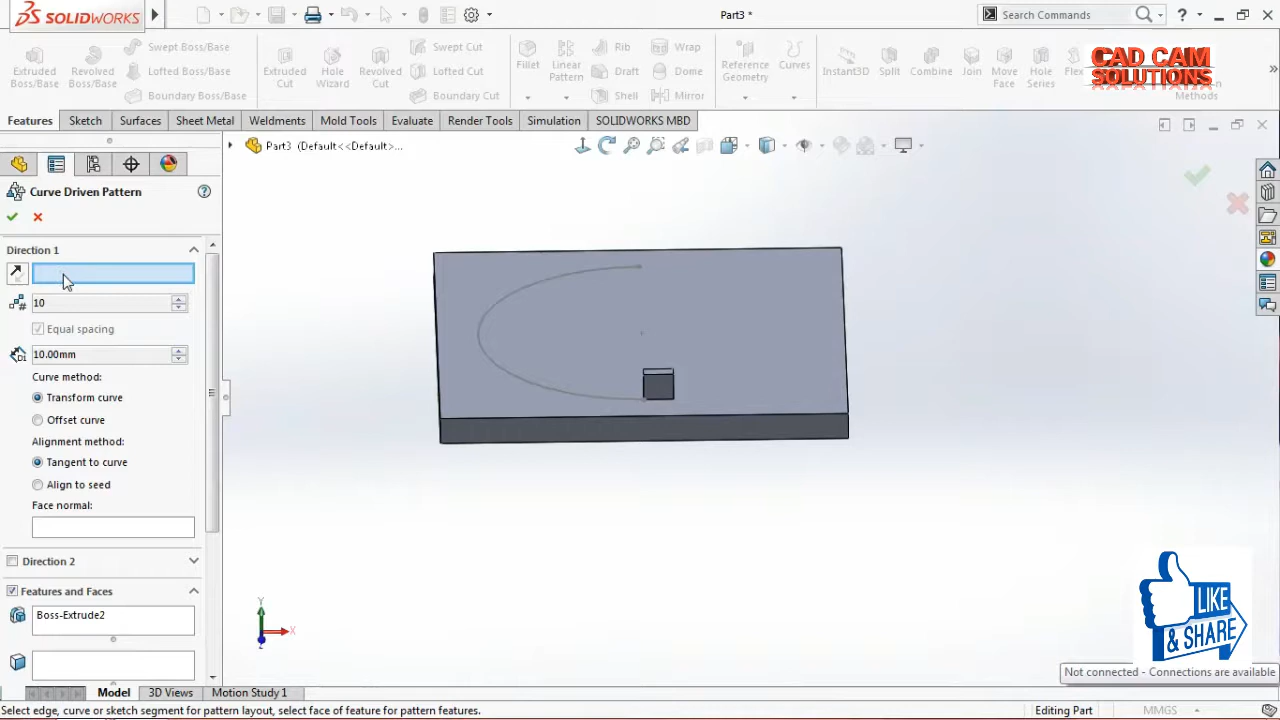 SOLIDWORKS
Part3 *
Search Commands
Extruded Boss/Base
Revolved Boss/Base
Swept Boss/Base
Lofted Boss/Base
Boundary Boss/Base
Extruded Cut
Hole Wizard
Revolved Cut
Swept Cut
Lofted Cut
Boundary Cut
Fillet
Linear Pattern
Rib
Draft
Shell
Wrap
Dome
Mirror
Reference Geometry
Curves
Instant3D
Split
Combine
Join
Move Face
Hole Series
Methods
CAD CAM
SOLUTIONS
Features
Sketch
Surfaces
Sheet Metal
Weldments
Mold Tools
Evaluate
Render Tools
Simulation
SOLIDWORKS MBD
Part3 (Default<<Default>...
Curve Driven Pattern
Direction 1
10
Equal spacing
10.00mm
Curve method:
Transform curve
Offset curve
Alignment method:
Tangent to curve
Align to seed
Face normal:
Direction 2
Features and Faces
Boss-Extrude2
Y
X
Z
LIKE
& SHARE
Not connected - Connections are available
Model
3D Views
Motion Study 1
Select edge, curve or sketch segment for pattern layout, select face of feature for pattern features.
Editing Part
MMGS